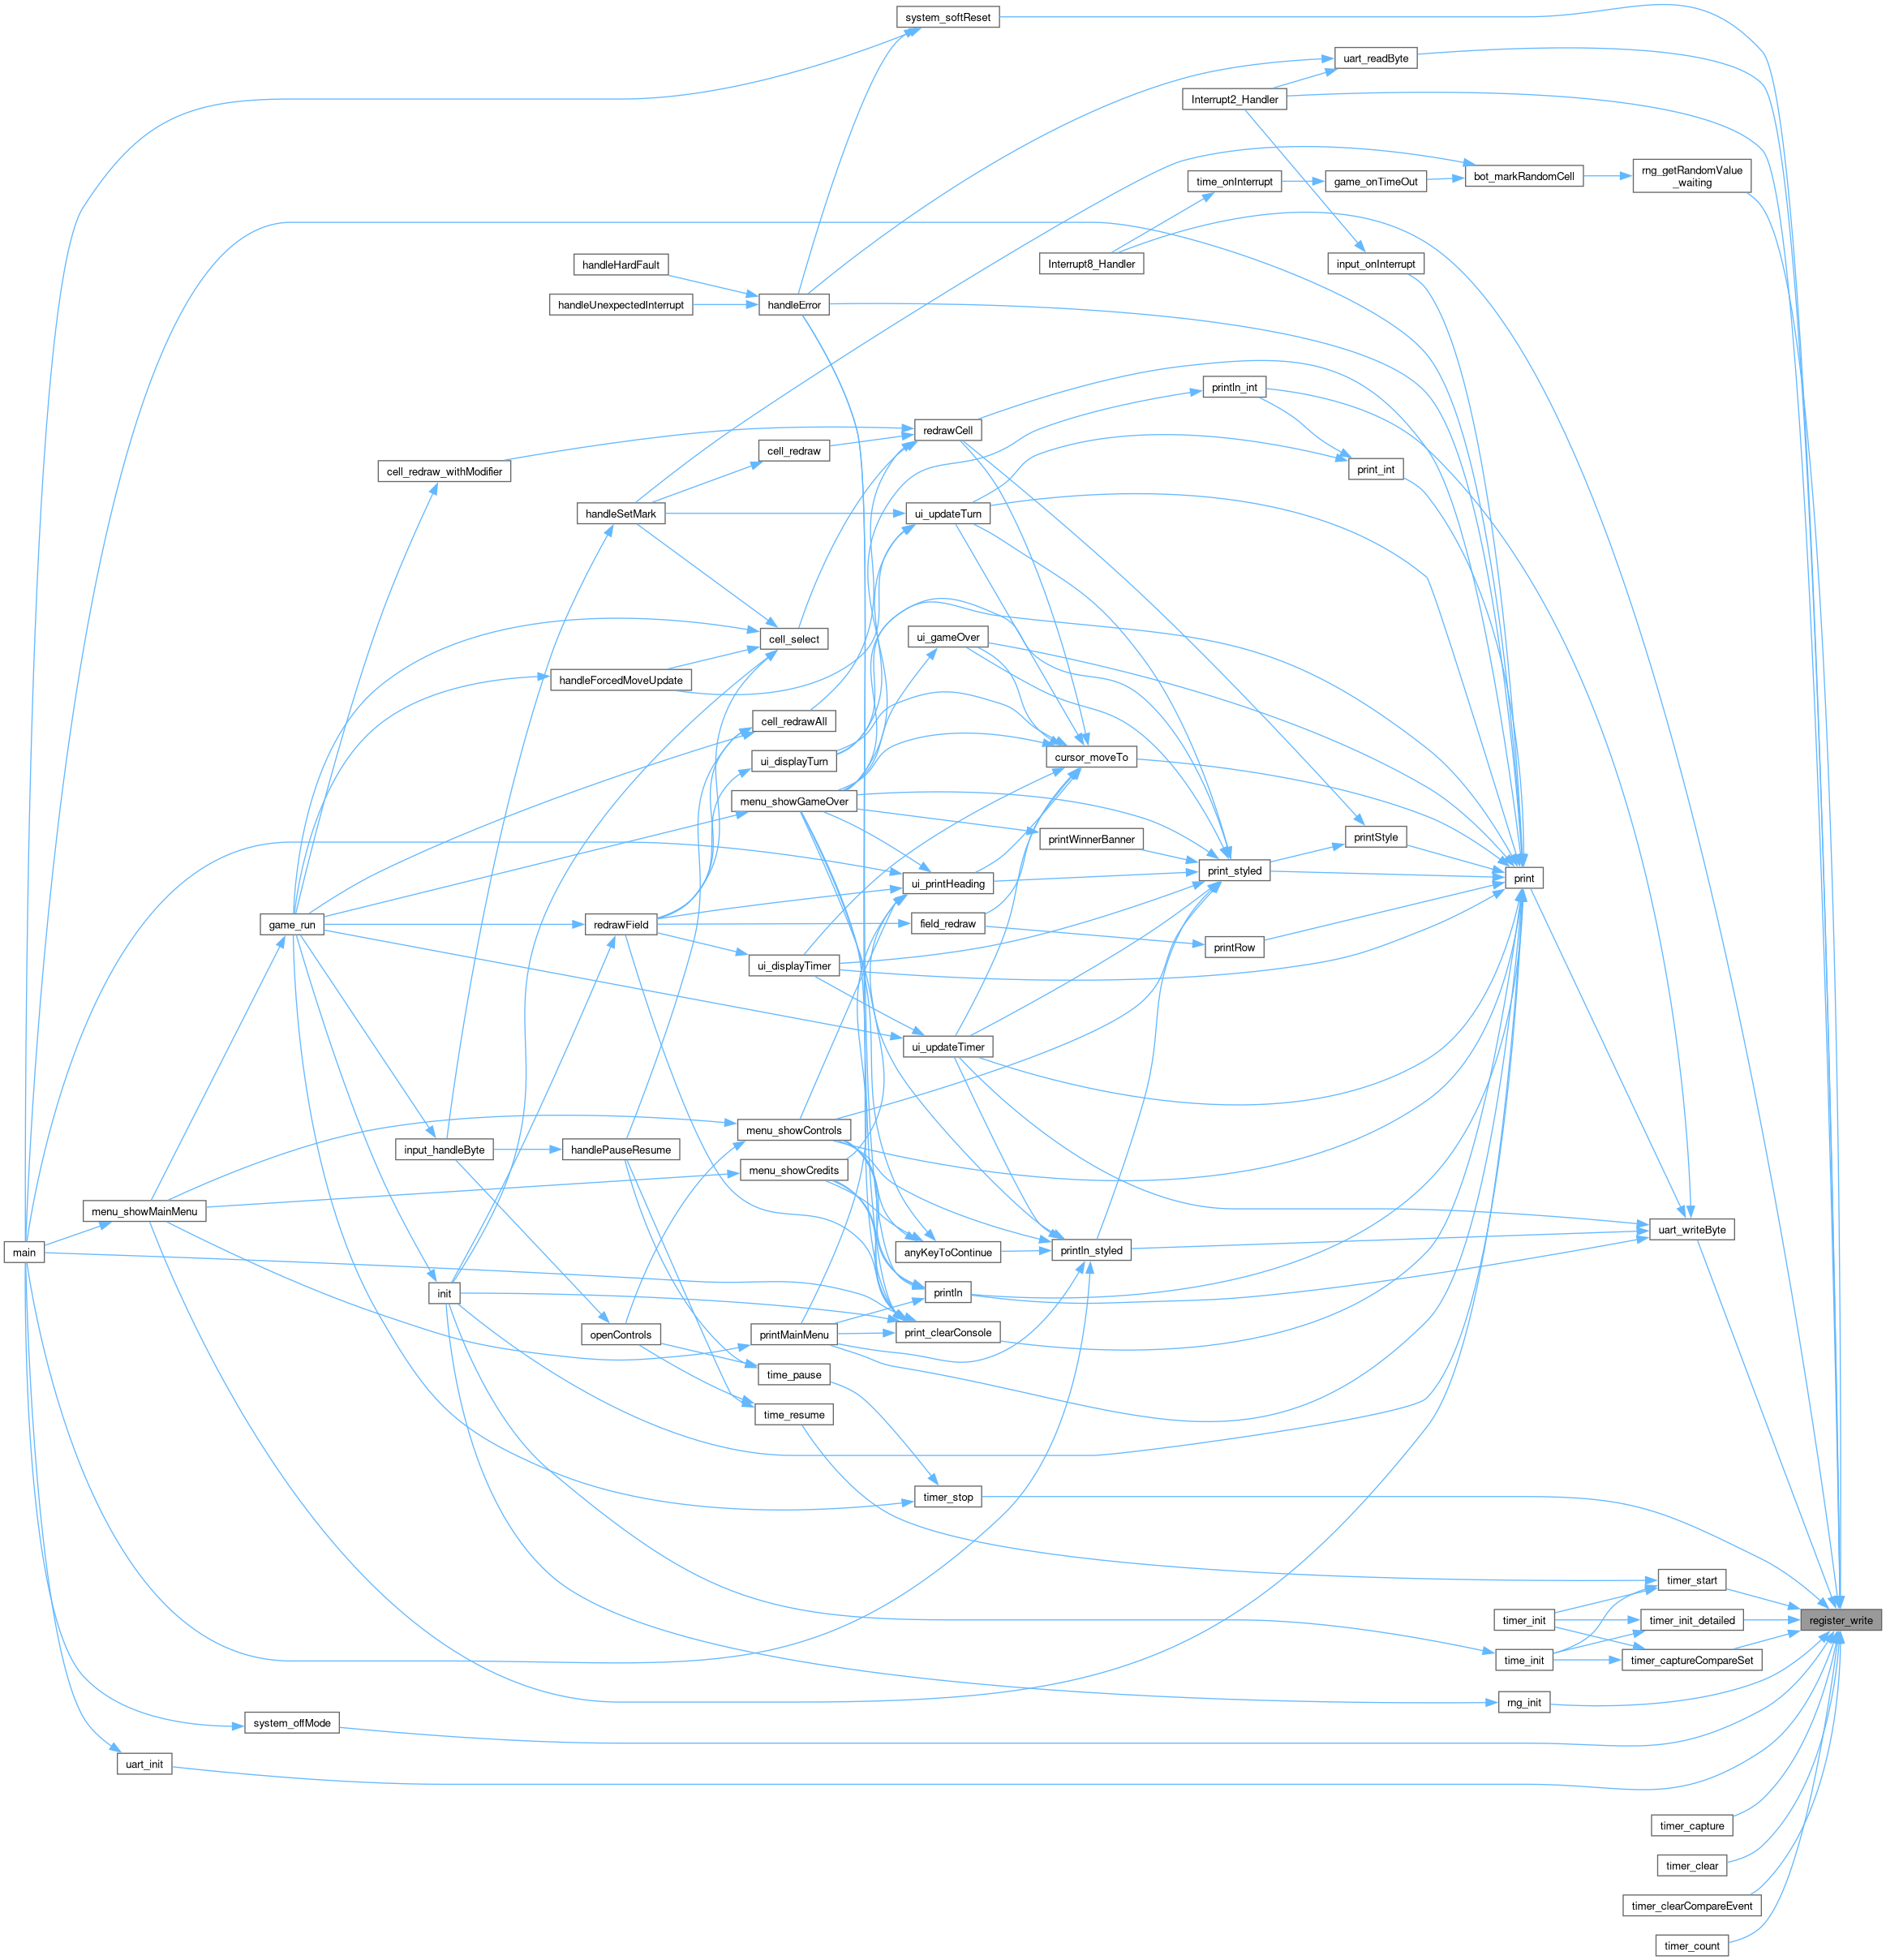 system_softReset
uart_readByte
Interrupt2_Handler
rng_getRandomValue
_waiting
bot_markRandomCell
game_onTimeOut
time_onInterrupt
Interrupt8_Handler
input_onInterrupt
handleHardFault
handleUnexpectedInterrupt
handleError
println_int
redrawCell
cell_redraw
cell_redraw_withModifier
print_int
handleSetMark
ui_updateTurn
cell_select
ui_gameOver
handleForcedMoveUpdate
cell_redrawAll
ui_displayTurn
cursor_moveTo
menu_showGameOver
printWinnerBanner
printStyle
print_styled
print
ui_printHeading
game_run
redrawField
field_redraw
printRow
ui_displayTimer
ui_updateTimer
menu_showControls
input_handleByte
handlePauseResume
menu_showCredits
menu_showMainMenu
uart_writeByte
main
anyKeyToContinue
println_styled
init
println
openControls
printMainMenu
print_clearConsole
time_pause
time_resume
timer_stop
timer_start
timer_init
timer_init_detailed
register_write
time_init
timer_captureCompareSet
rng_init
system_offMode
uart_init
timer_capture
timer_clear
timer_clearCompareEvent
timer_count